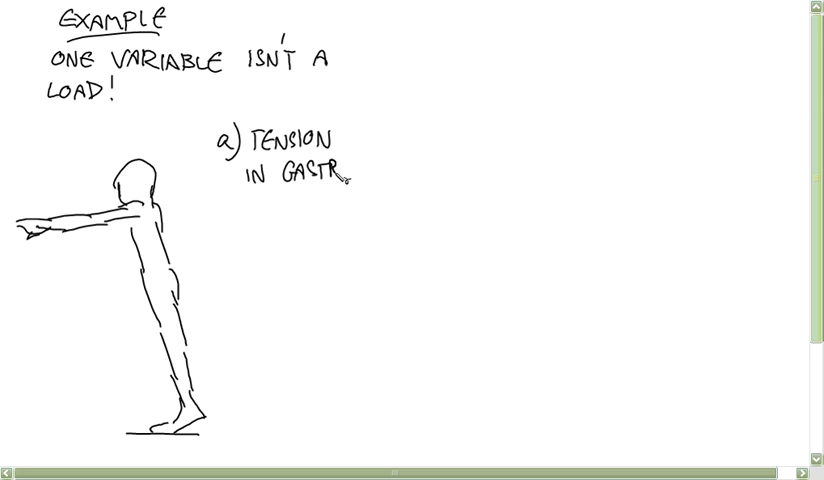 EXAMPLE
ONE VARIABLE ISN'T A
LOAD!
a) TENSION
IN GASTR